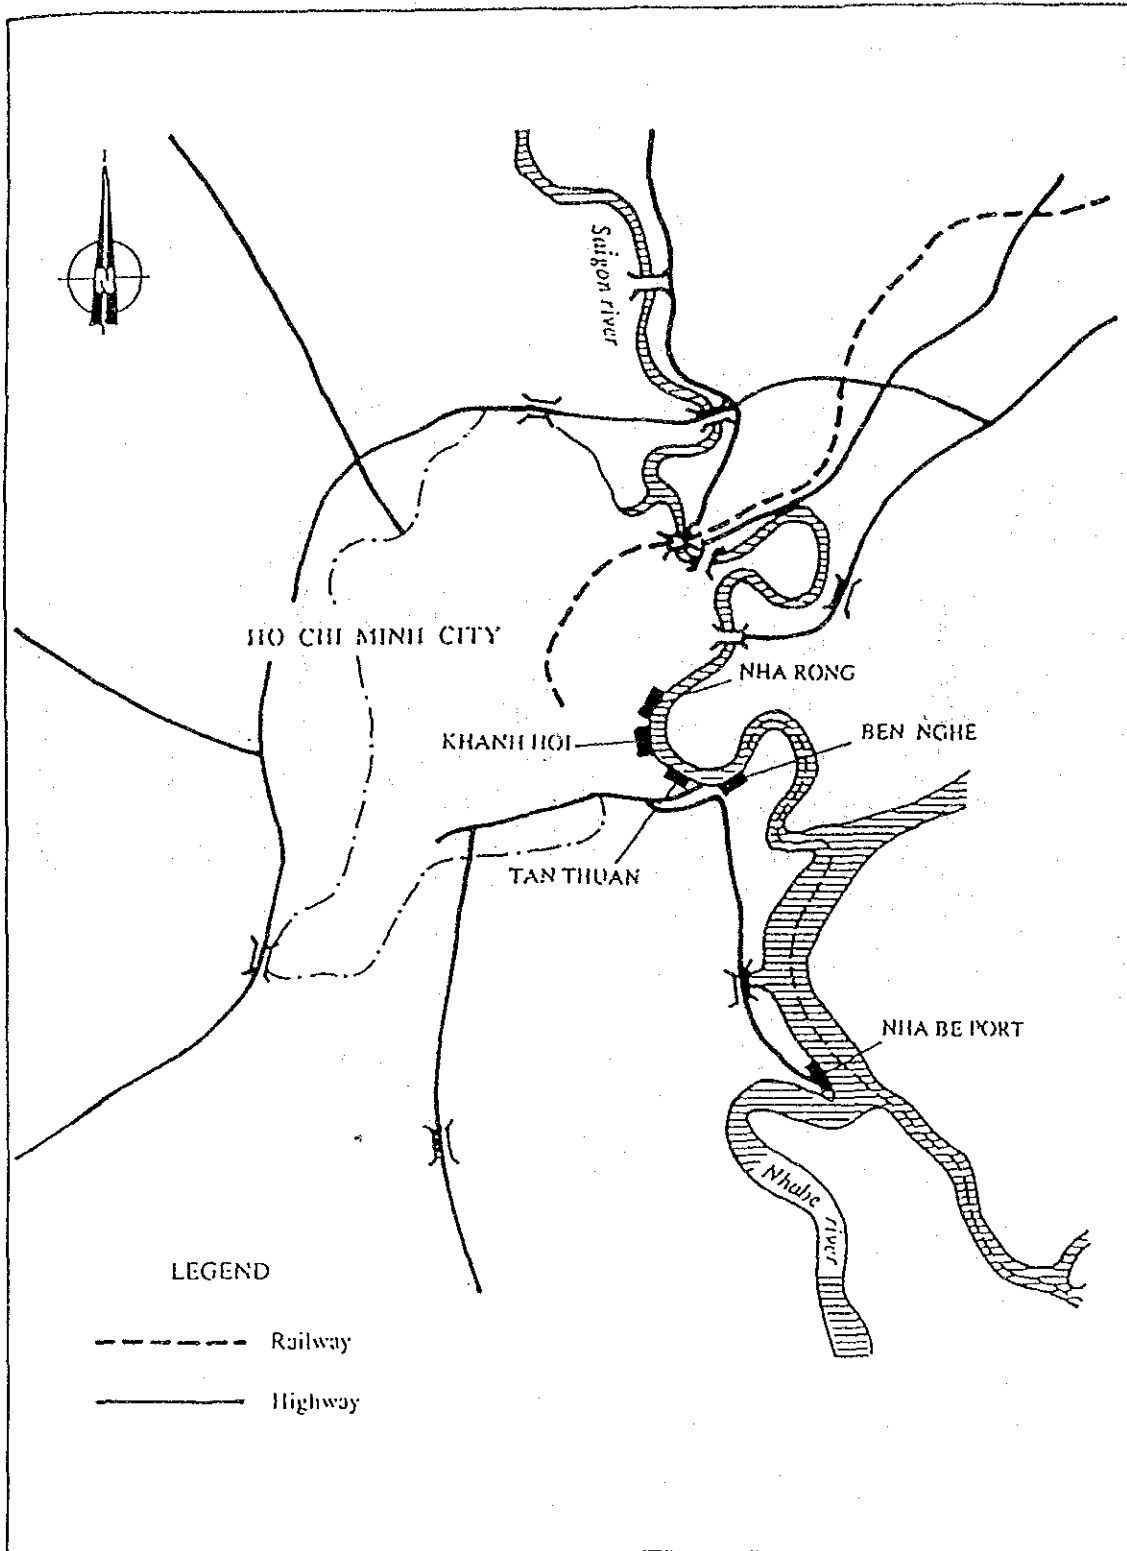 N
Saigon river
HO CHI MINH CITY
NHA RONG
KHANH HOI
BEN NGHE
TAN THUAN
NHA BE PORT
Nhabe river
LEGEND
Railway
Highway